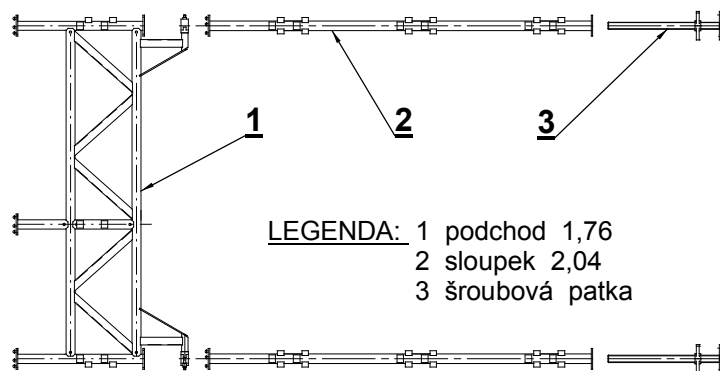 1
2
3
LEGENDA: 1 podchod 1,76
2 sloupek 2,04
3 šroubová patka